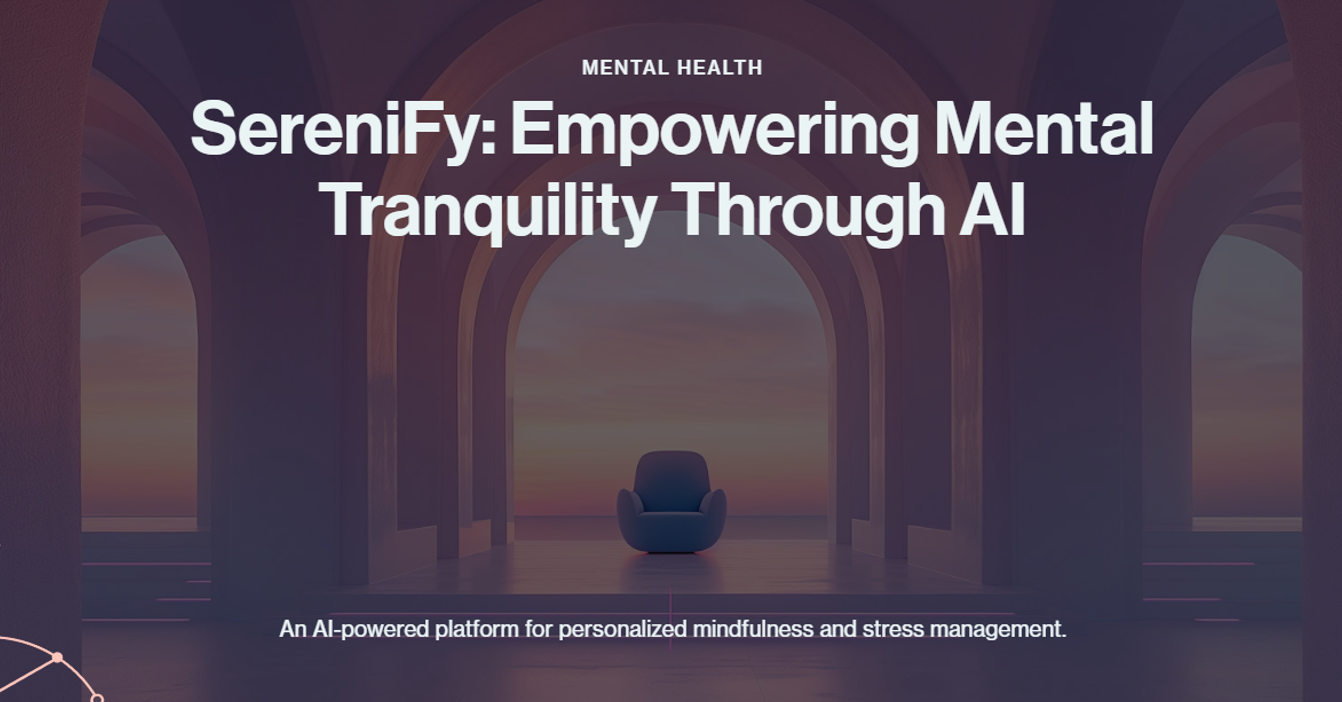 MENTAL HEALTH
SereniFy: Empowering Mental
Tranquility Through AI
An AI-powered platform for personalized mindfulness and stress management.